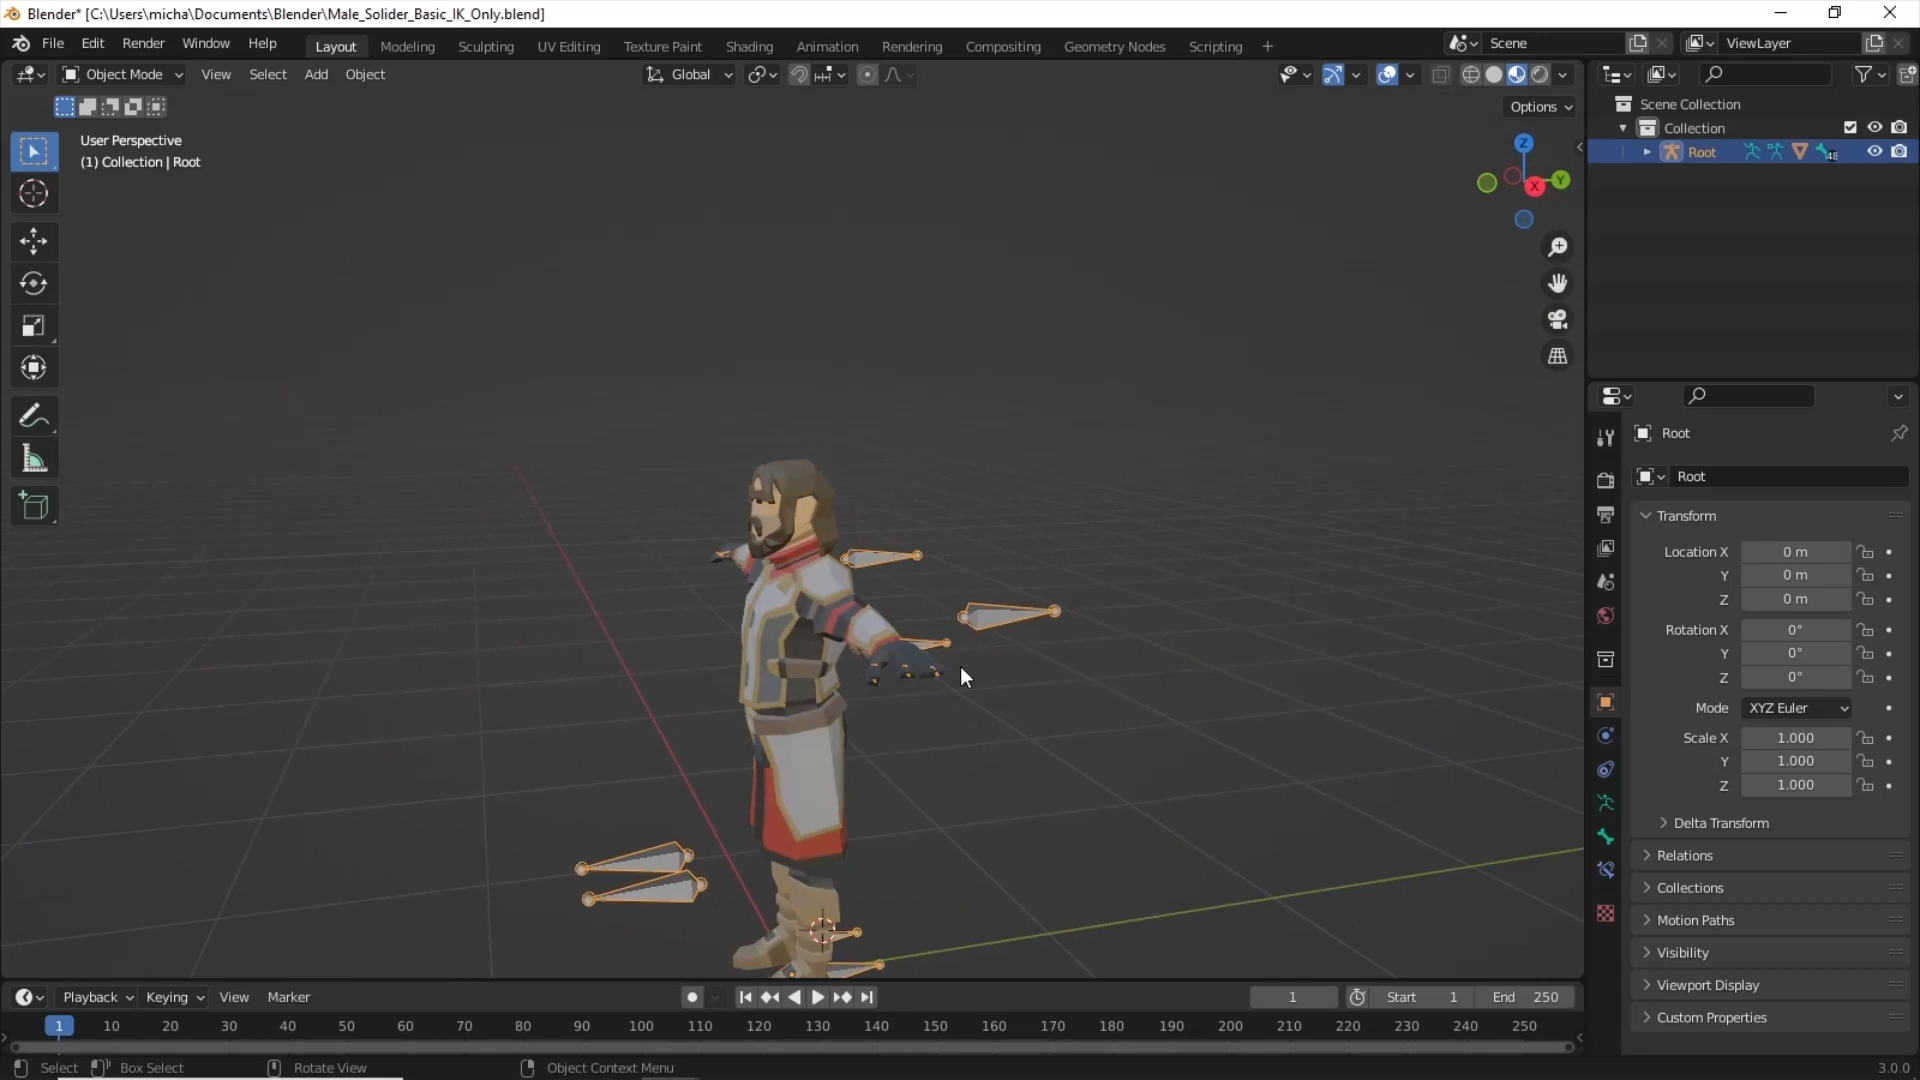 Blender* [C:\Users\micha\Documents\Blender\Male_Solider_Basic_IK_Only.blend]
File Edit Render Window Help Layout Modeling Sculpting UV Editing Texture Paint Shading Animation Rendering Compositing Geometry Nodes Scripting + Scene ViewLayer
Object Mode View Select Add Object Global
Options
User Perspective
(1) Collection | Root
Z
Y
X
Scene Collection
Collection
Root 48
Root
Root
Transform
Location X 0 m
Y 0 m
Z 0 m
Rotation X 0°
Y 0°
Z 0°
Mode XYZ Euler
Scale X 1.000
Y 1.000
Z 1.000
Delta Transform
Relations
Collections
Motion Paths
Visibility
Viewport Display
Custom Properties
Playback Keying View Marker 1 Start 1 End 250
1 10 20 30 40 50 60 70 80 90 100 110 120 130 140 150 160 170 180 190 200 210 220 230 240 250
Select Box Select Rotate View Object Context Menu 3.0.0